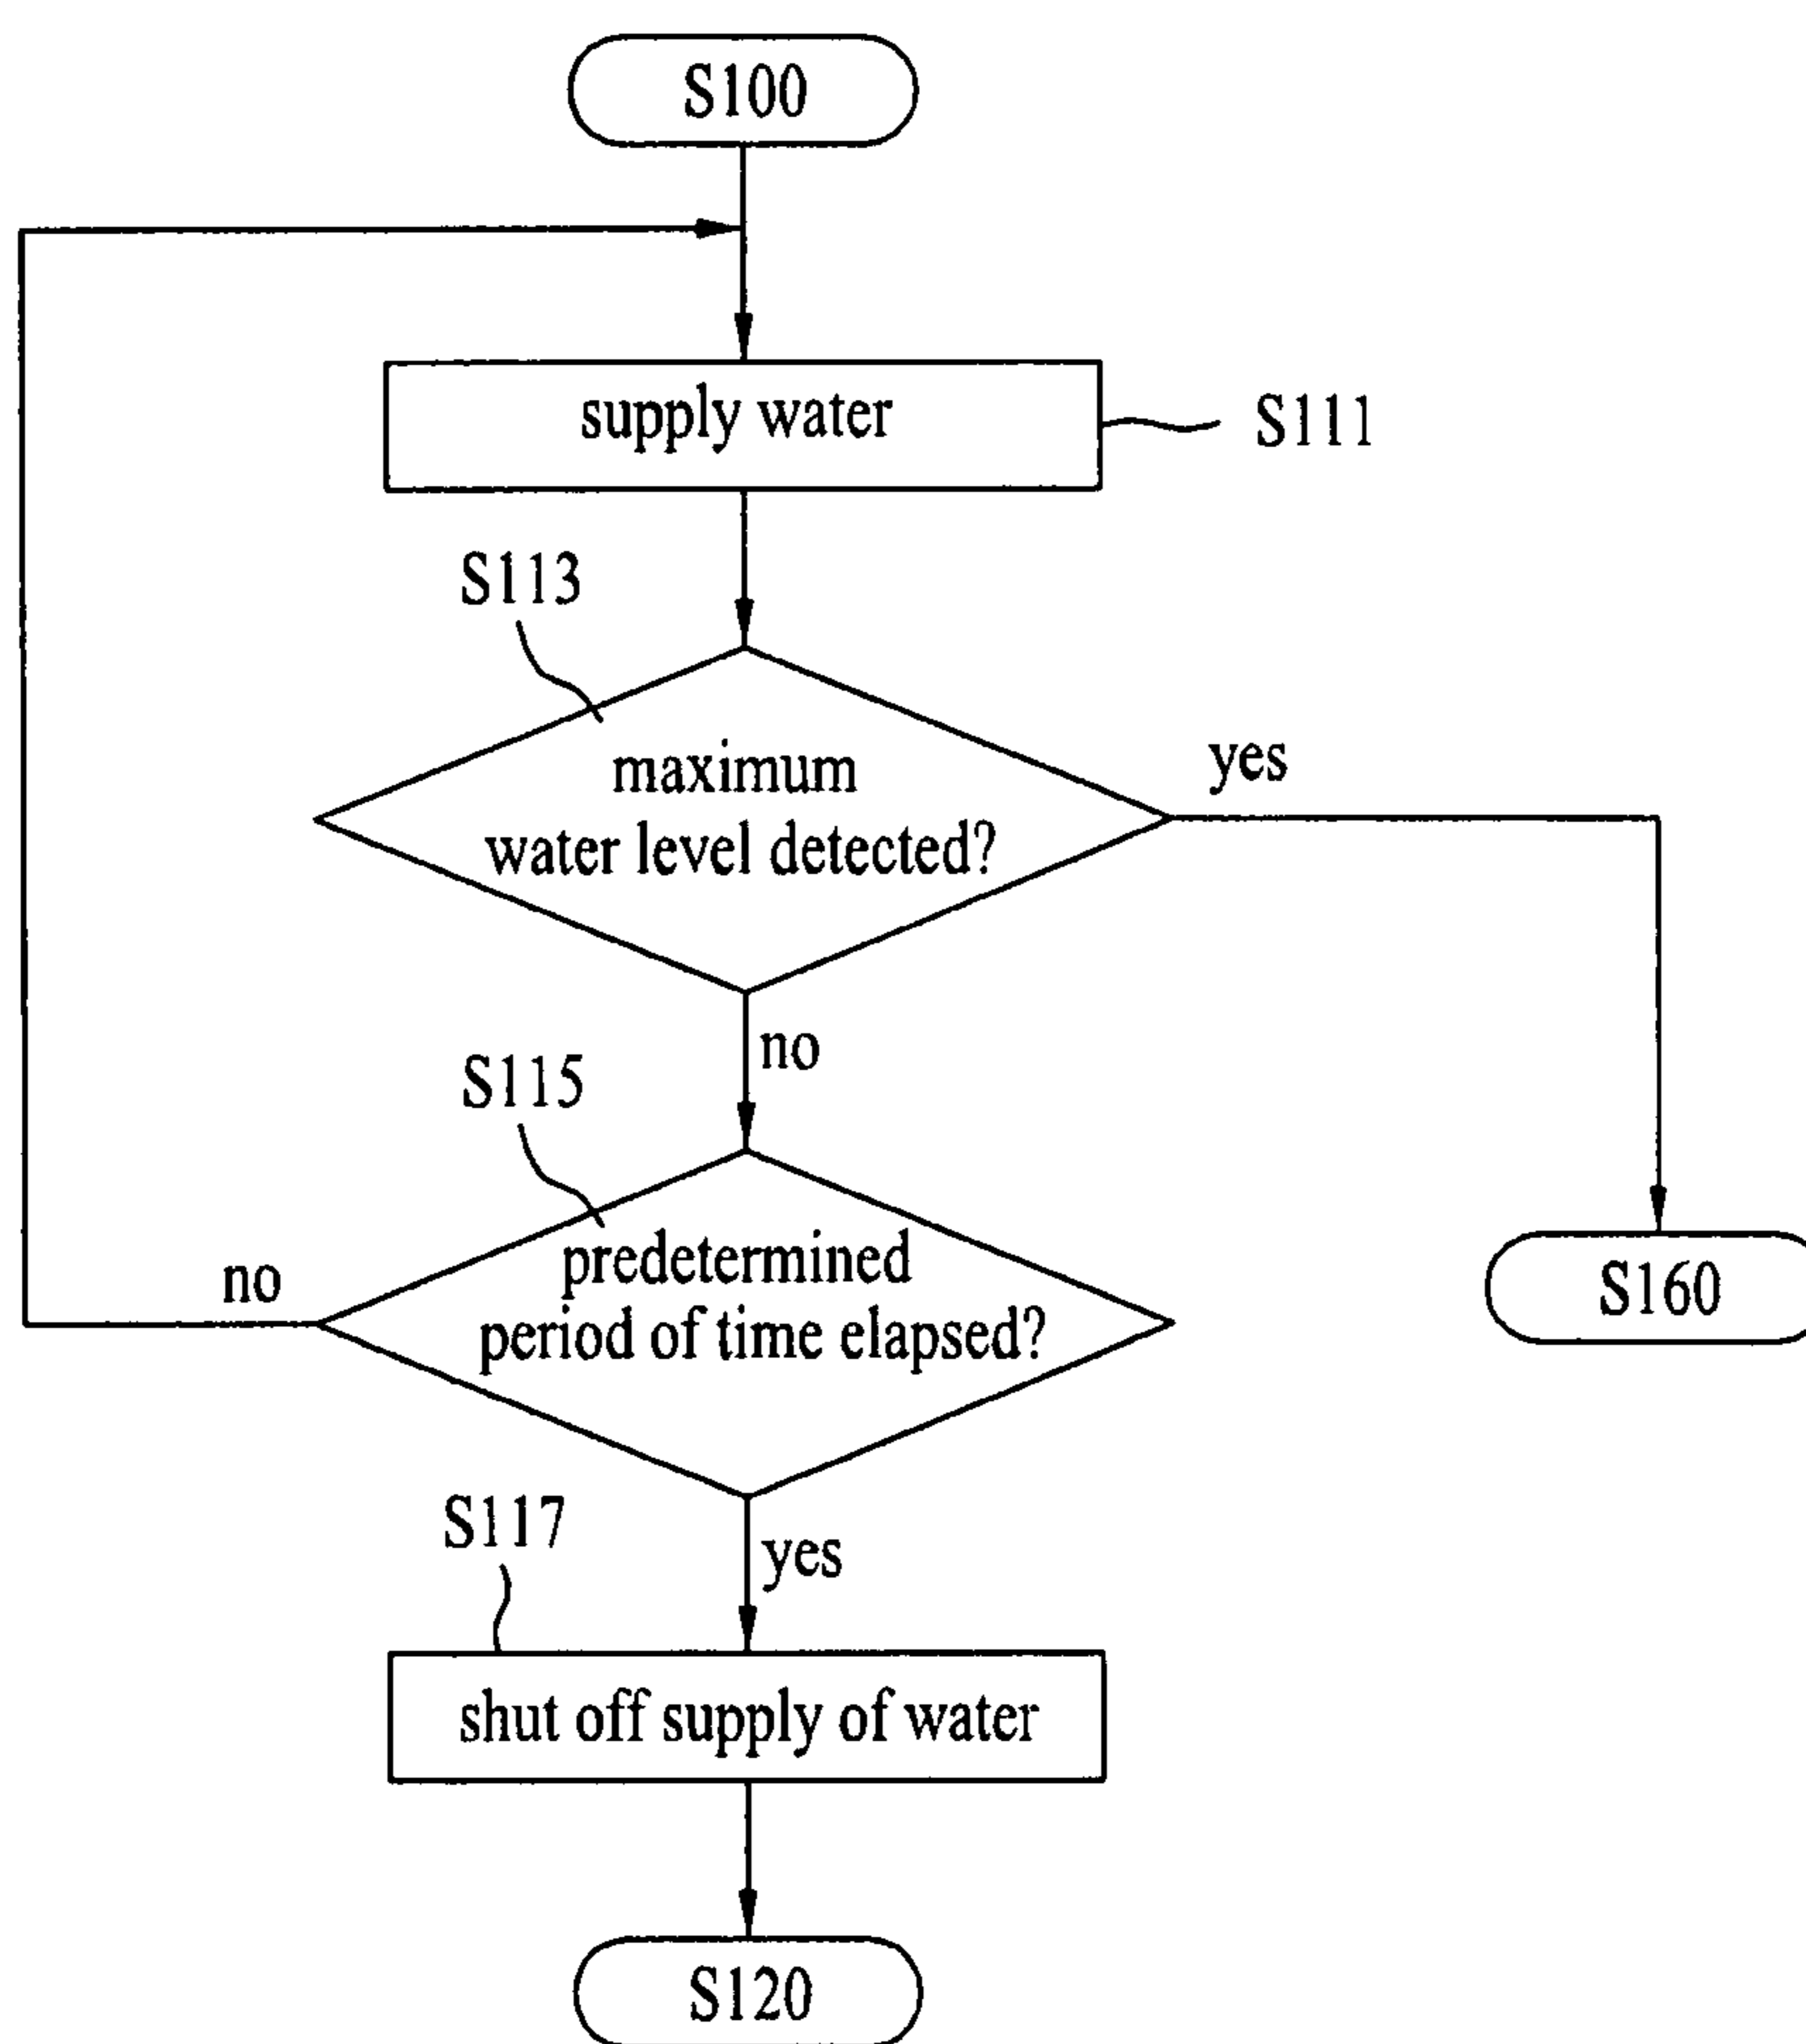 S100
supply water
S111
S113
maximum
water level detected?
yes
no
S115
predetermined
period of time elapsed?
no
S160
S117
yes
shut off supply of water
S120